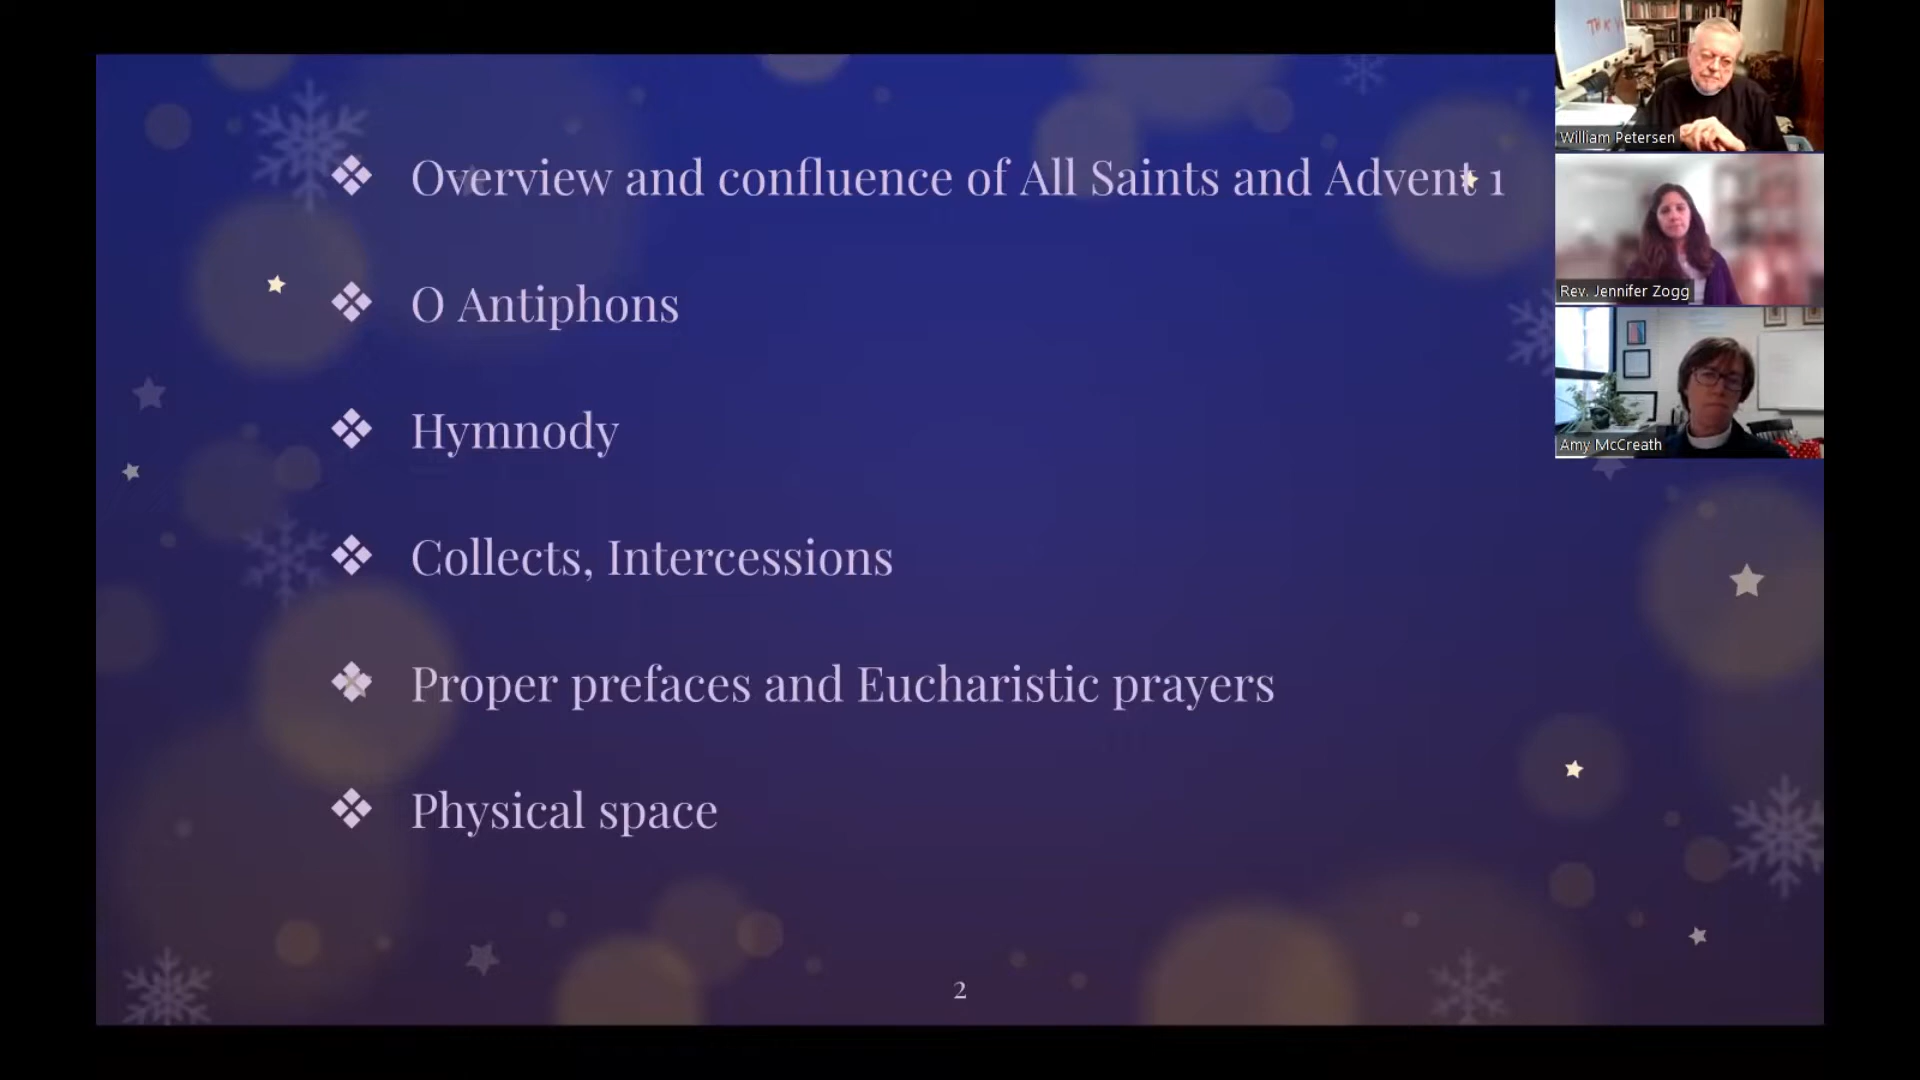 Overview and confluence of All Saints and Advent 1
O Antiphons
Hymnody
Collects, Intercessions
Proper prefaces and Eucharistic prayers
Physical space
2
William Petersen
Rev. Jennifer Zogg
Amy McCreath